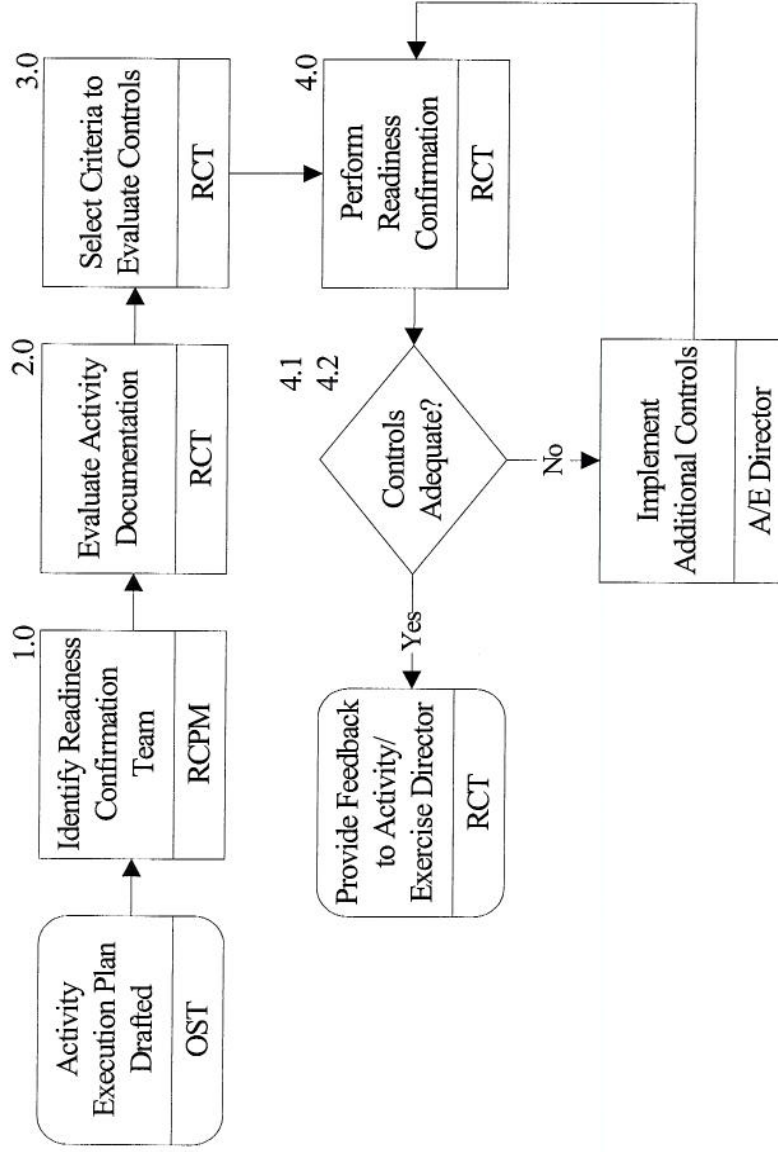 Activity
Execution Plan
Drafted
OST
1.0
Identify Readiness
Confirmation
Team
RCPM
2.0
Evaluate Activity
Documentation
RCT
3.0
Select Criteria to
Evaluate Controls
RCT
4.0
Perform
Readiness
Confirmation
RCT
4.1
4.2
Controls
Adequate?
Yes
No
Provide Feedback
to Activity/
Exercise Director
RCT
Implement
Additional Controls
A/E Director